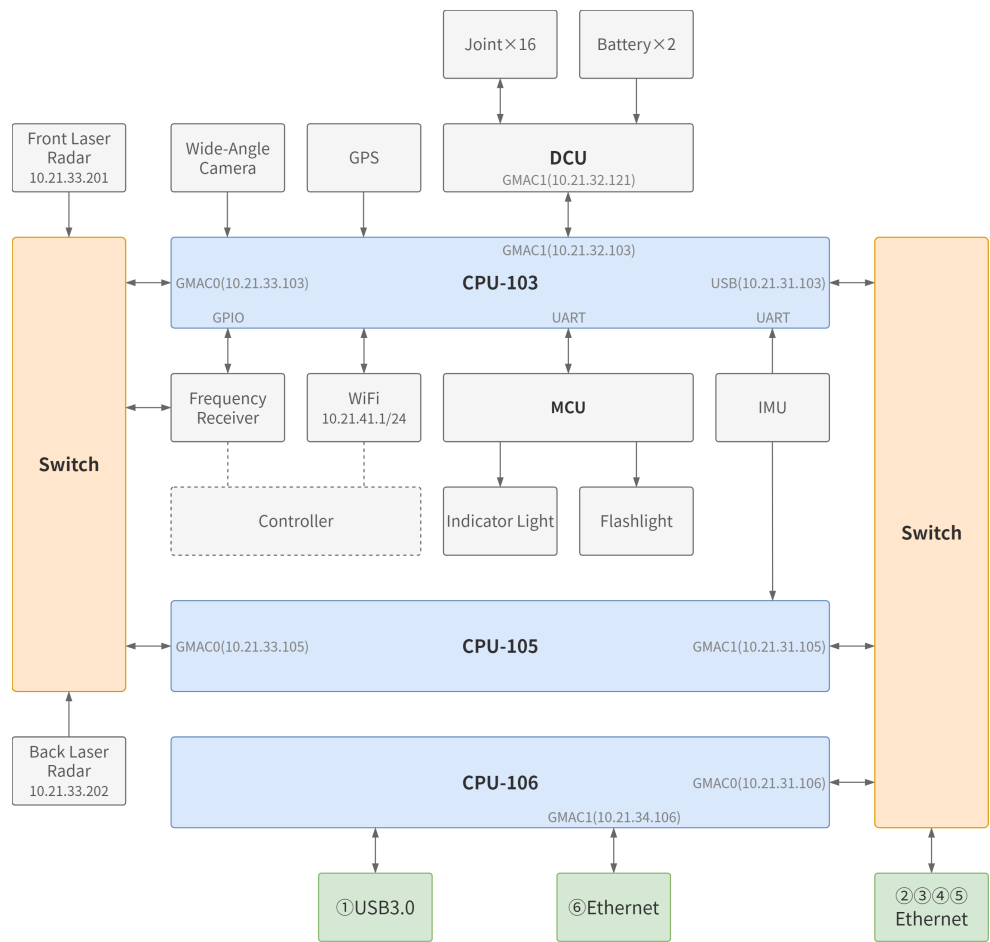 Joint×16
Battery×2
Front Laser
Radar
10.21.33.201
Wide-Angle
Camera
GPS
DCU
GMAC1(10.21.32.121)
GMAC1(10.21.32.103)
GMAC0(10.21.33.103)
CPU-103
USB(10.21.31.103)
GPIO
UART
UART
Frequency
Receiver
WiFi
10.21.41.1/24
MCU
IMU
Switch
Controller
Indicator Light
Flashlight
Switch
GMAC0(10.21.33.105)
CPU-105
GMAC1(10.21.31.105)
Back Laser
Radar
10.21.33.202
CPU-106
GMAC0(10.21.31.106)
GMAC1(10.21.34.106)
①USB3.0
⑥Ethernet
②③④⑤
Ethernet